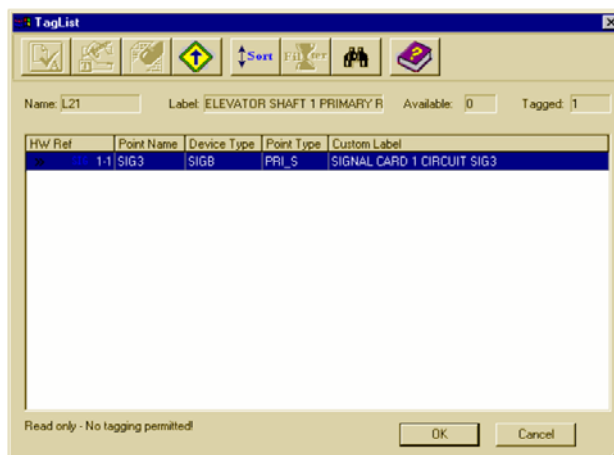 TagList
Sort Filter
Name: L21 Label: ELEVATOR SHAFT 1 PRIMARY R Available: 0 Tagged: 1
HW Ref Point Name Device Type Point Type Custom Label
1-1 SIG3 SIGB PRI_S SIGNAL CARD 1 CIRCUIT SIG3
Read only - No tagging permitted!
OK Cancel